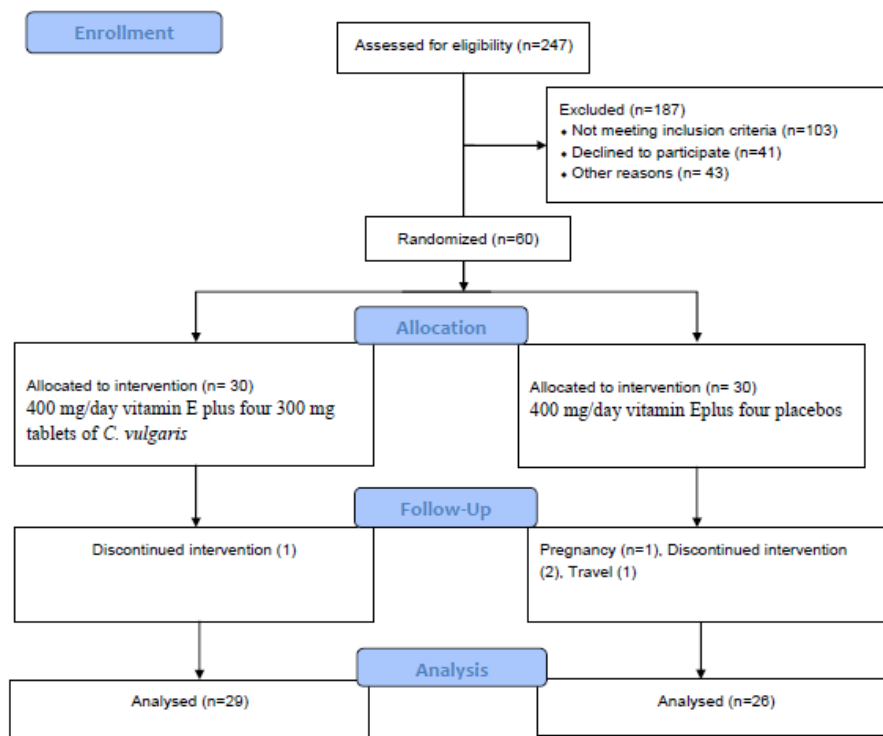 Enrollment
Assessed for eligibility (n=247)
Excluded (n=187)
♦ Not meeting inclusion criteria (n=103)
♦ Declined to participate (n=41)
♦ Other reasons (n= 43)
Randomized (n=60)
Allocation
Allocated to intervention (n= 30)
400 mg/day vitamin E plus four 300 mg
tablets of C. vulgaris
Allocated to intervention (n= 30)
400 mg/day vitamin Eplus four placebos
Follow-Up
Discontinued intervention (1)
Pregnancy (n=1), Discontinued intervention
(2), Travel (1)
Analysis
Analysed (n=29)
Analysed (n=26)